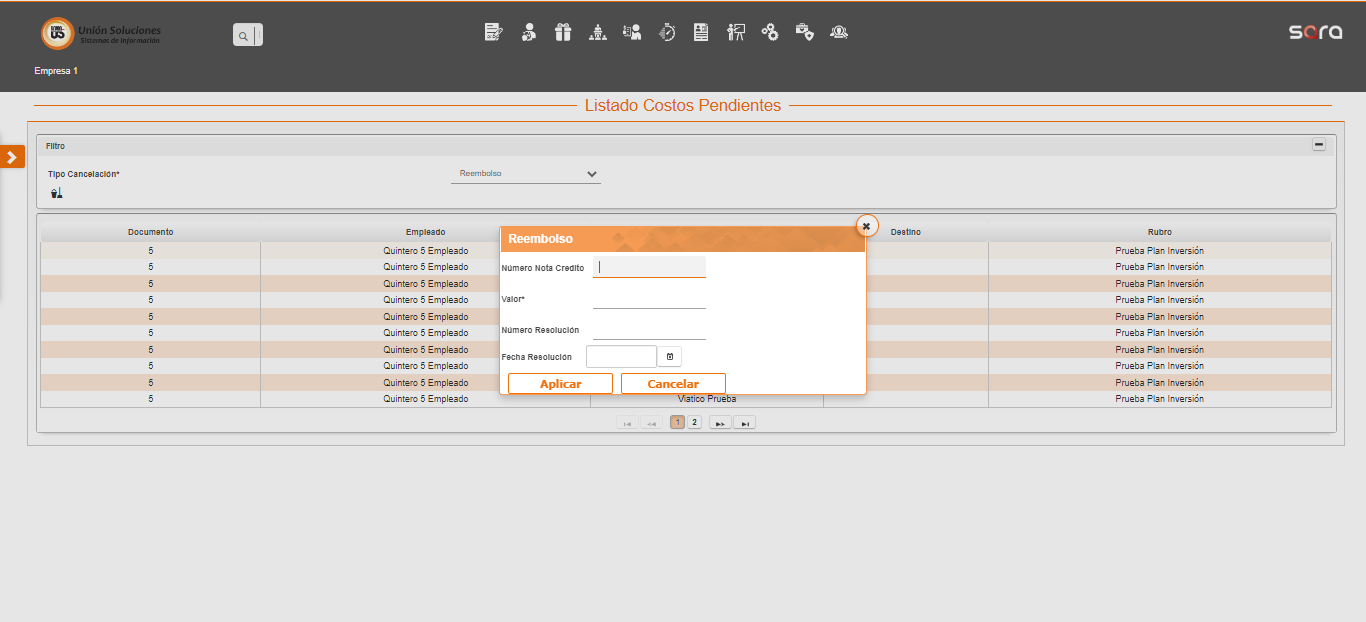 Unión Soluciones
Sistemas de Información
sora
Empresa 1
Listado Costos Pendientes
Filtro
Tipo Cancelación*
Reembolso
Documento Empleado Destino Rubro
5 Quintero 5 Empleado Prueba Plan Inversión
5 Quintero 5 Empleado Prueba Plan Inversión
5 Quintero 5 Empleado Prueba Plan Inversión
5 Quintero 5 Empleado Prueba Plan Inversión
5 Quintero 5 Empleado Prueba Plan Inversión
5 Quintero 5 Empleado Prueba Plan Inversión
5 Quintero 5 Empleado Prueba Plan Inversión
5 Quintero 5 Empleado Prueba Plan Inversión
5 Quintero 5 Empleado Prueba Plan Inversión
5 Quintero 5 Empleado Viatico Prueba Prueba Plan Inversión
Reembolso
Número Nota Credito
Valor*
Número Resolución
Fecha Resolución
Aplicar Cancelar
1 2